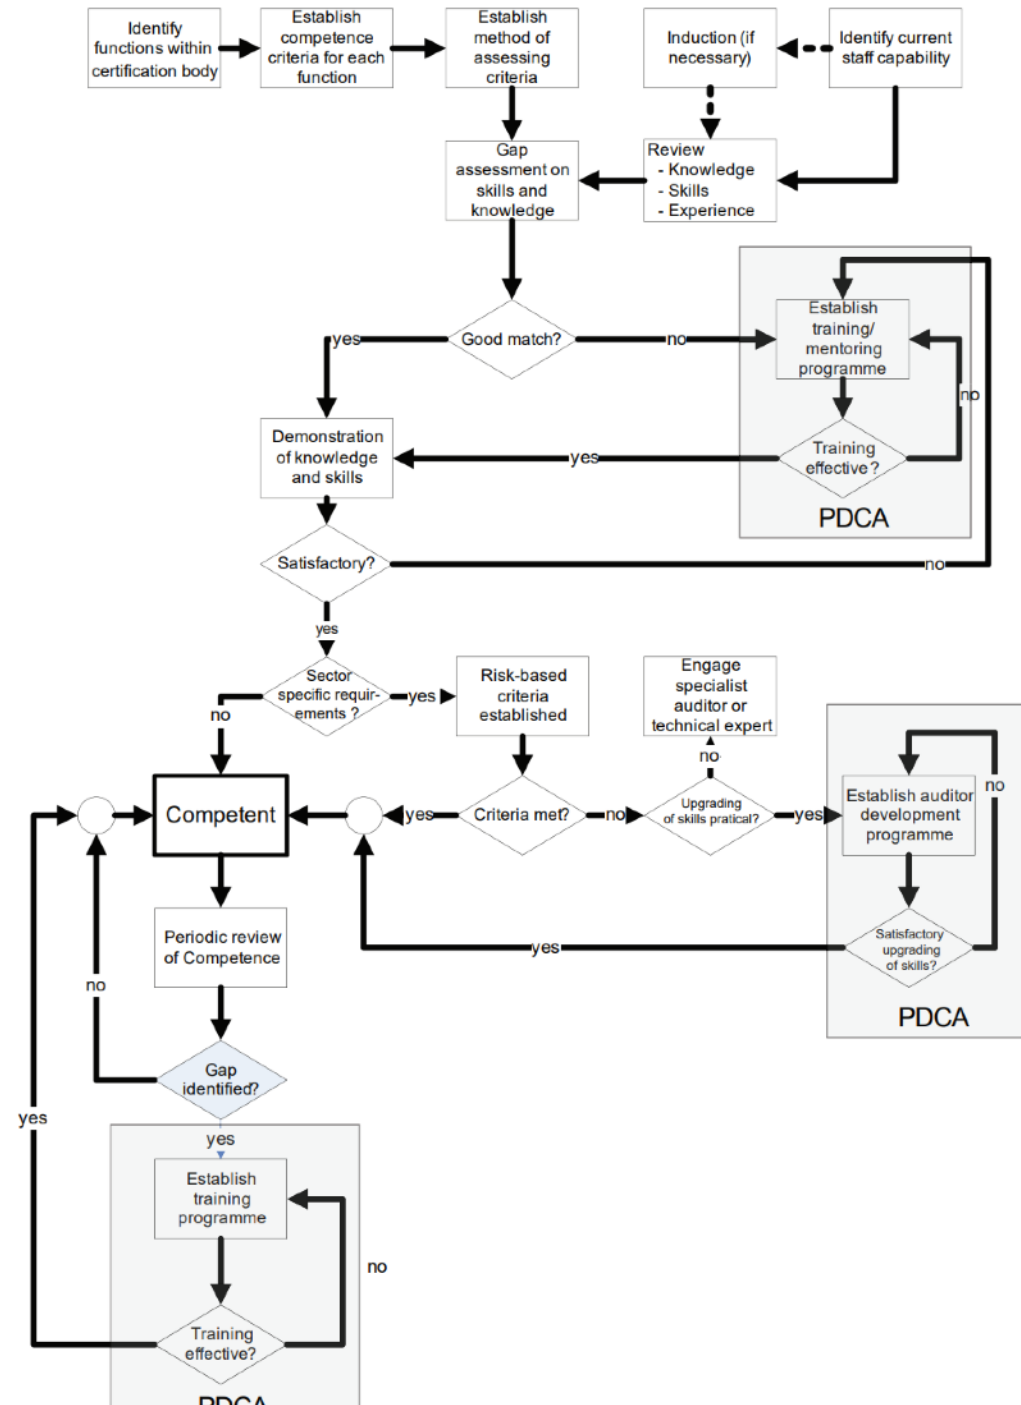 Identify
functions within
certification body
Establish
competence
criteria for each
function
Establish
method of
assessing
criteria
Induction (if
necessary)
Identify current
staff capability
Gap
assessment on
skills and
knowledge
Review
- Knowledge
- Skills
- Experience
Good match?
yes
no
Establish
training/
mentoring
programme
no
Training
effective ?
yes
PDCA
Demonstration
of knowledge
and skills
Satisfactory?
no
yes
Sector
specific requir-
ements ?
yes
no
Risk-based
criteria
established
Engage
specialist
auditor or
technical expert
no
Competent
yes
Criteria met?
no
Upgrading
of skills pratical?
yes
Establish auditor
development
programme
no
Satisfactory
upgrading
of skills?
yes
PDCA
Periodic review
of Competence
no
Gap
identified?
yes
yes
Establish
training
programme
no
Training
effective?
PDCA